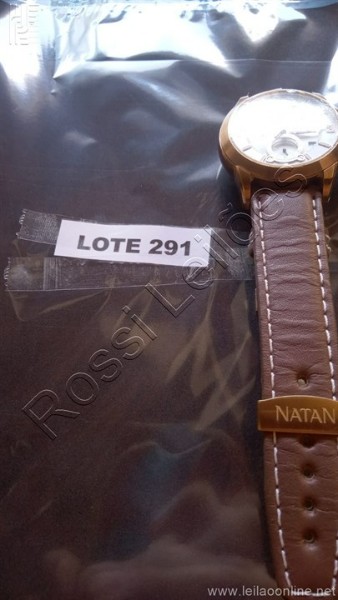 LOTE 291
Rossi Leilões
NATAN
www.leilaoonline.net